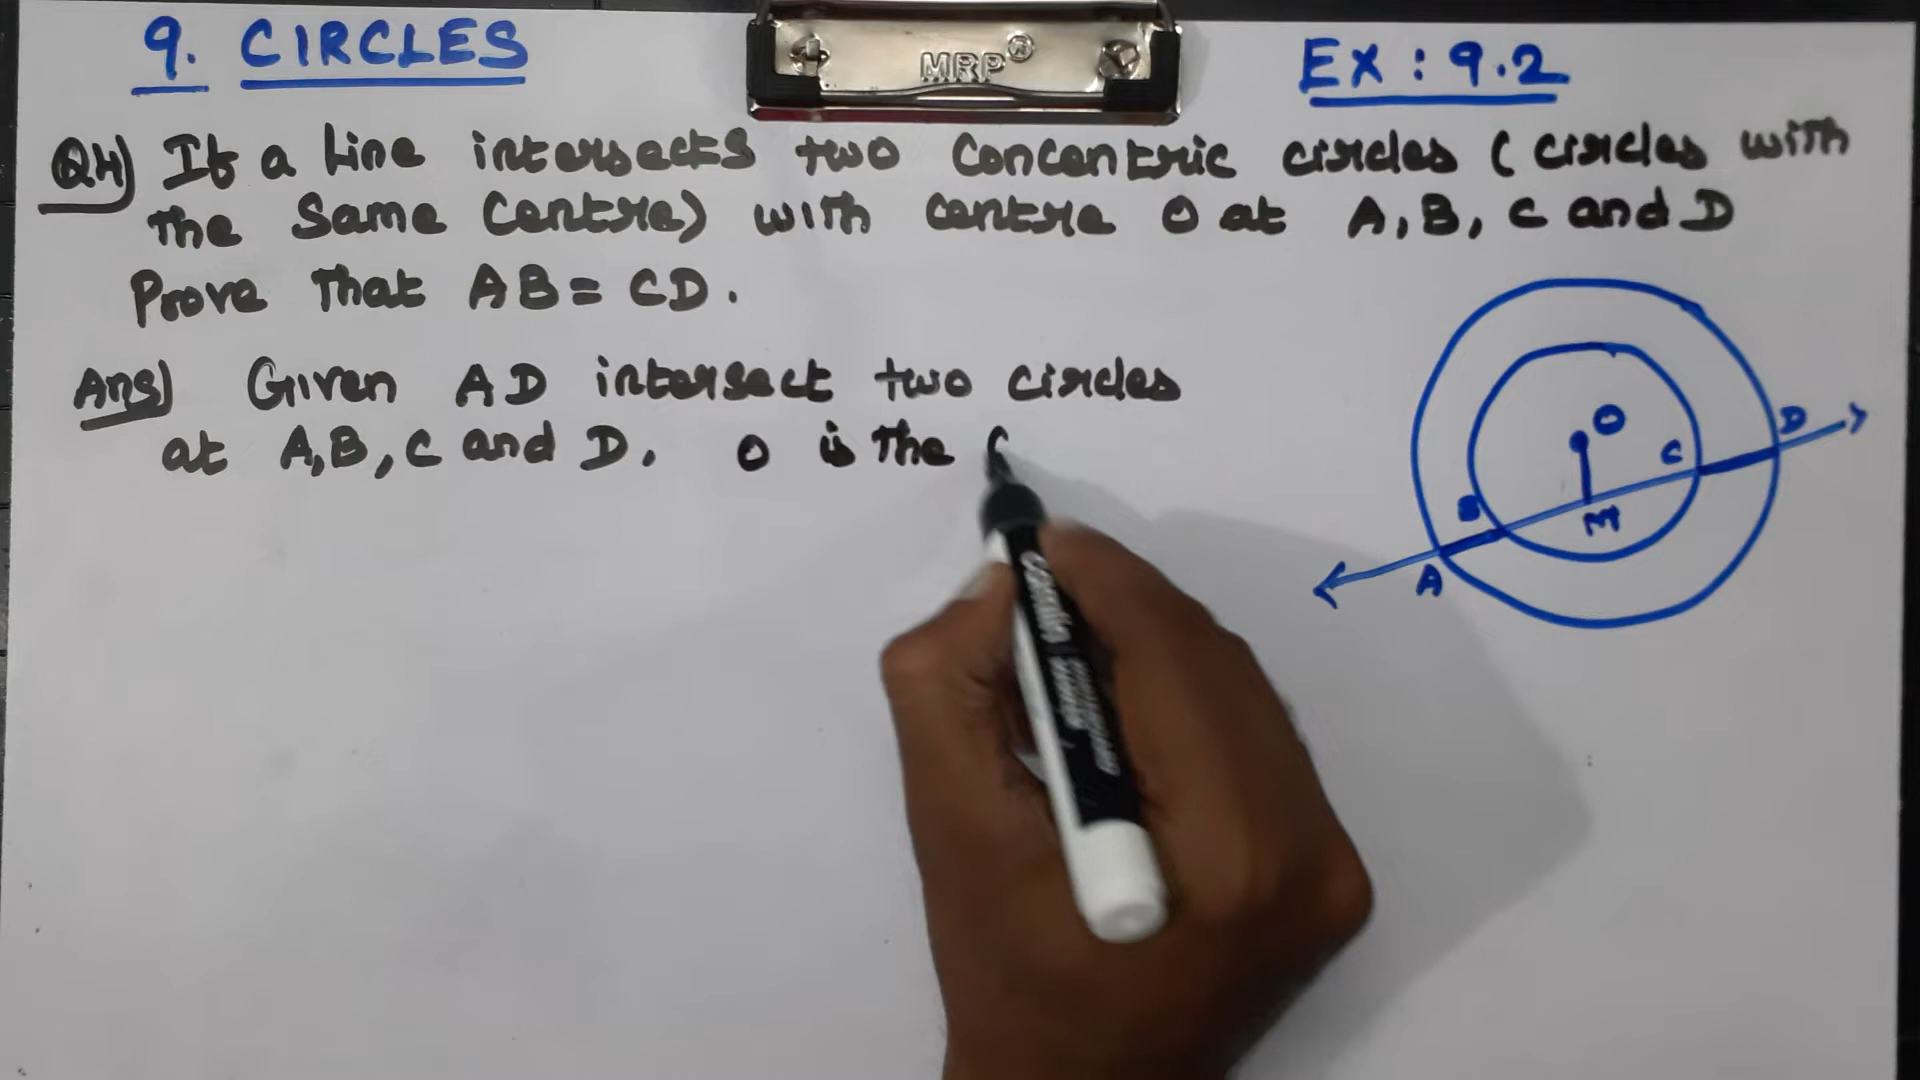 9. CIRCLES
MRP®
EX : 9.2
Q4) If a Line intersects two Concentric circles (circles with
The Same Centre) with centre O at A, B, C and D
Prove That AB = CD.
Ans) Given AD intersect two circles
at A, B, C and D. O is The C
O
D
C
B
M
A
Camlin